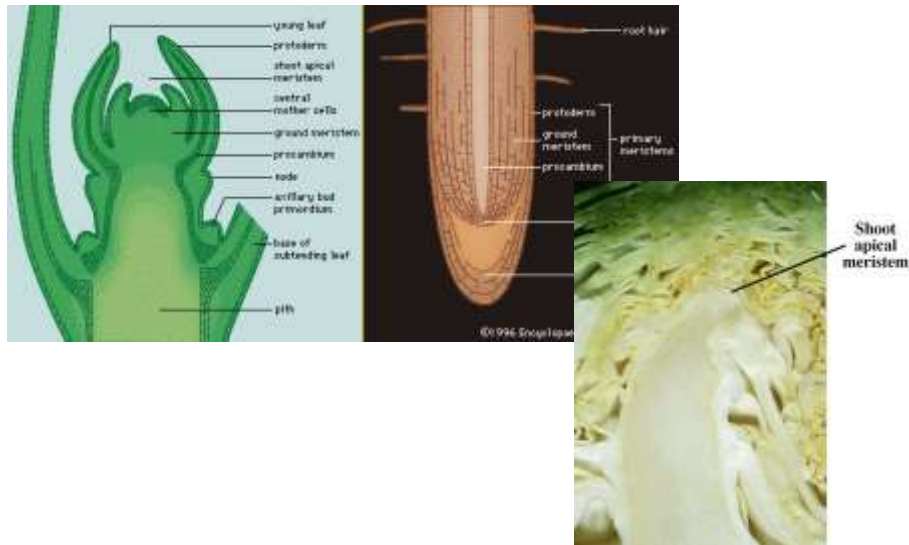 young leaf
protoderm
shoot apical
meristem
central
mother cells
ground meristem
procambium
node
axillary bud
primordium
base of
subtending leaf
pith
root hair
protoderm
ground
meristem
procambium
primary
meristems
©1996 Encyclopae
Shoot
apical
meristem